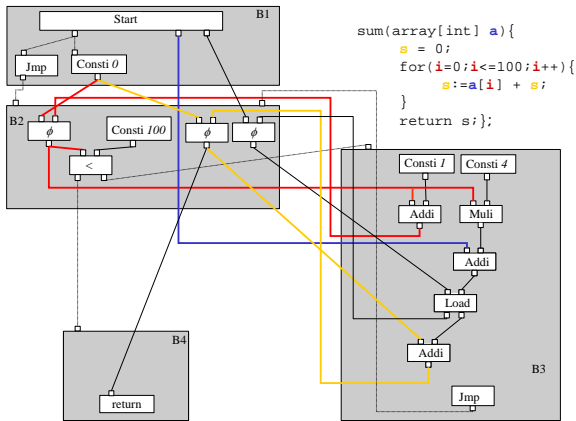 B1
Start
sum(array[int] a){
s = 0;
for(i=0;i<=100;i++){
s:=a[i] + s;
}
return s;};
Jmp
Consti 0
B2
ϕ
Consti 100
ϕ
ϕ
<
Consti 1
Consti 4
Addi
Muli
Addi
Load
Addi
B4
B3
return
Jmp